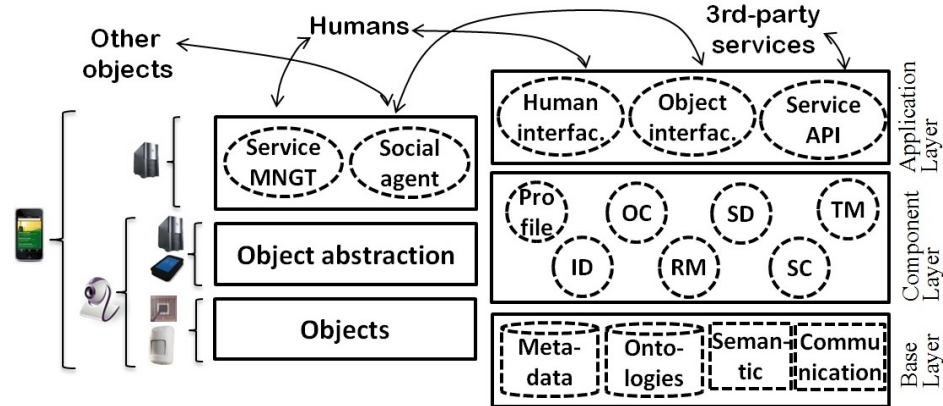 Other
objects
Humans
3rd-party
services
Service
MNGT
Social
agent
Object abstraction
Objects
Human
interfac.
Object
interfac.
Service
API
Application
Layer
Pro
file
OC
SD
TM
ID
RM
SC
Component
Layer
Meta-
data
Onto-
logies
Seman-
tic
Commu
nication
Base
Layer